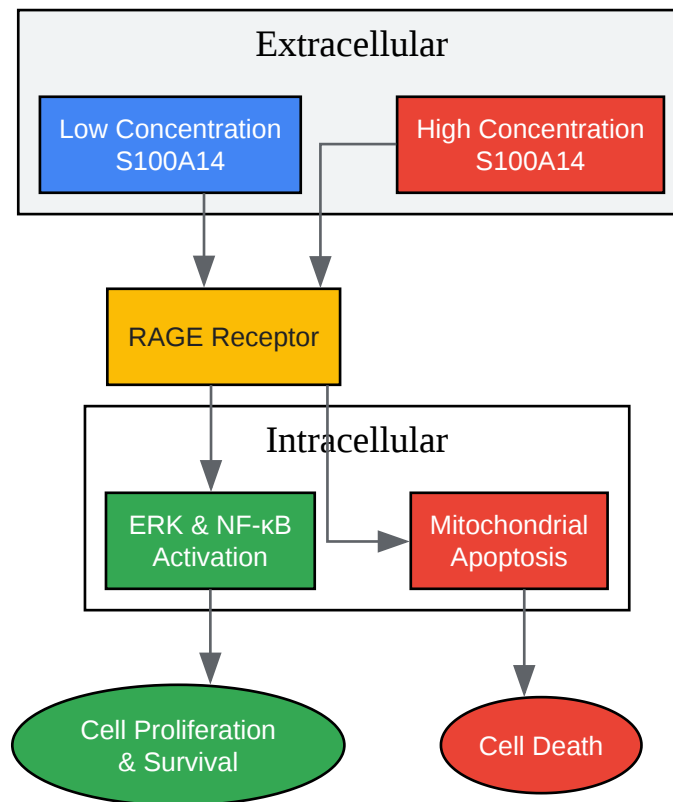 Extracellular
Low Concentration
S100A14
High Concentration
S100A14
RAGE Receptor
Intracellular
ERK & NF-κB
Activation
Mitochondrial
Apoptosis
Cell Proliferation
& Survival
Cell Death